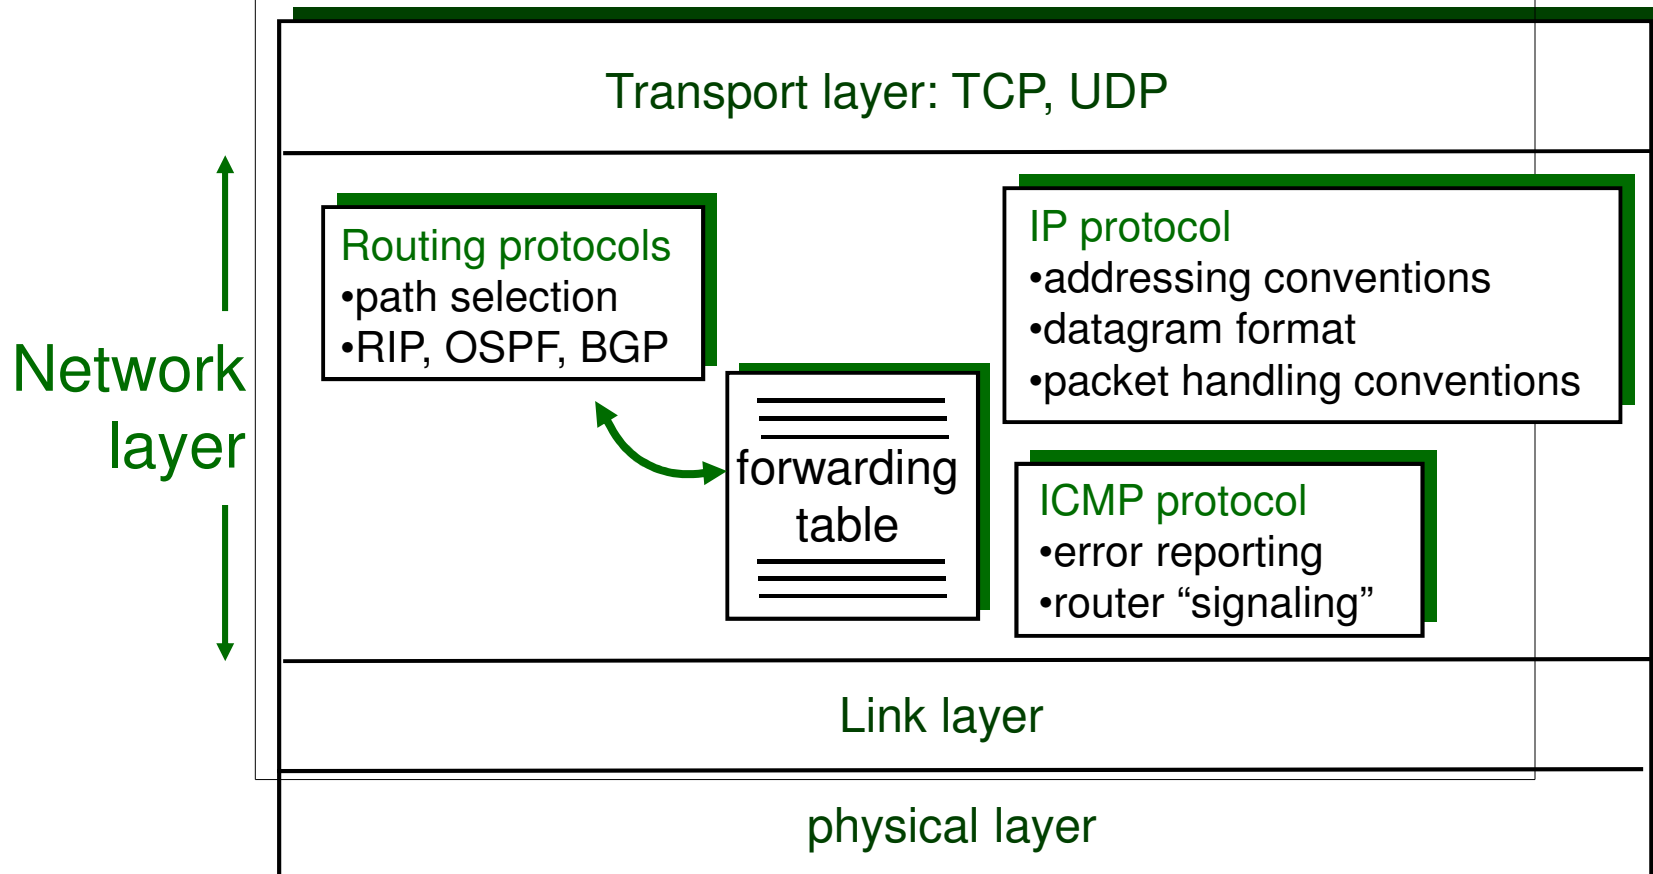 Transport layer: TCP, UDP
Network
layer
Routing protocols
•path selection
•RIP, OSPF, BGP
forwarding
table
IP protocol
•addressing conventions
•datagram format
•packet handling conventions
ICMP protocol
•error reporting
•router “signaling”
Link layer
physical layer